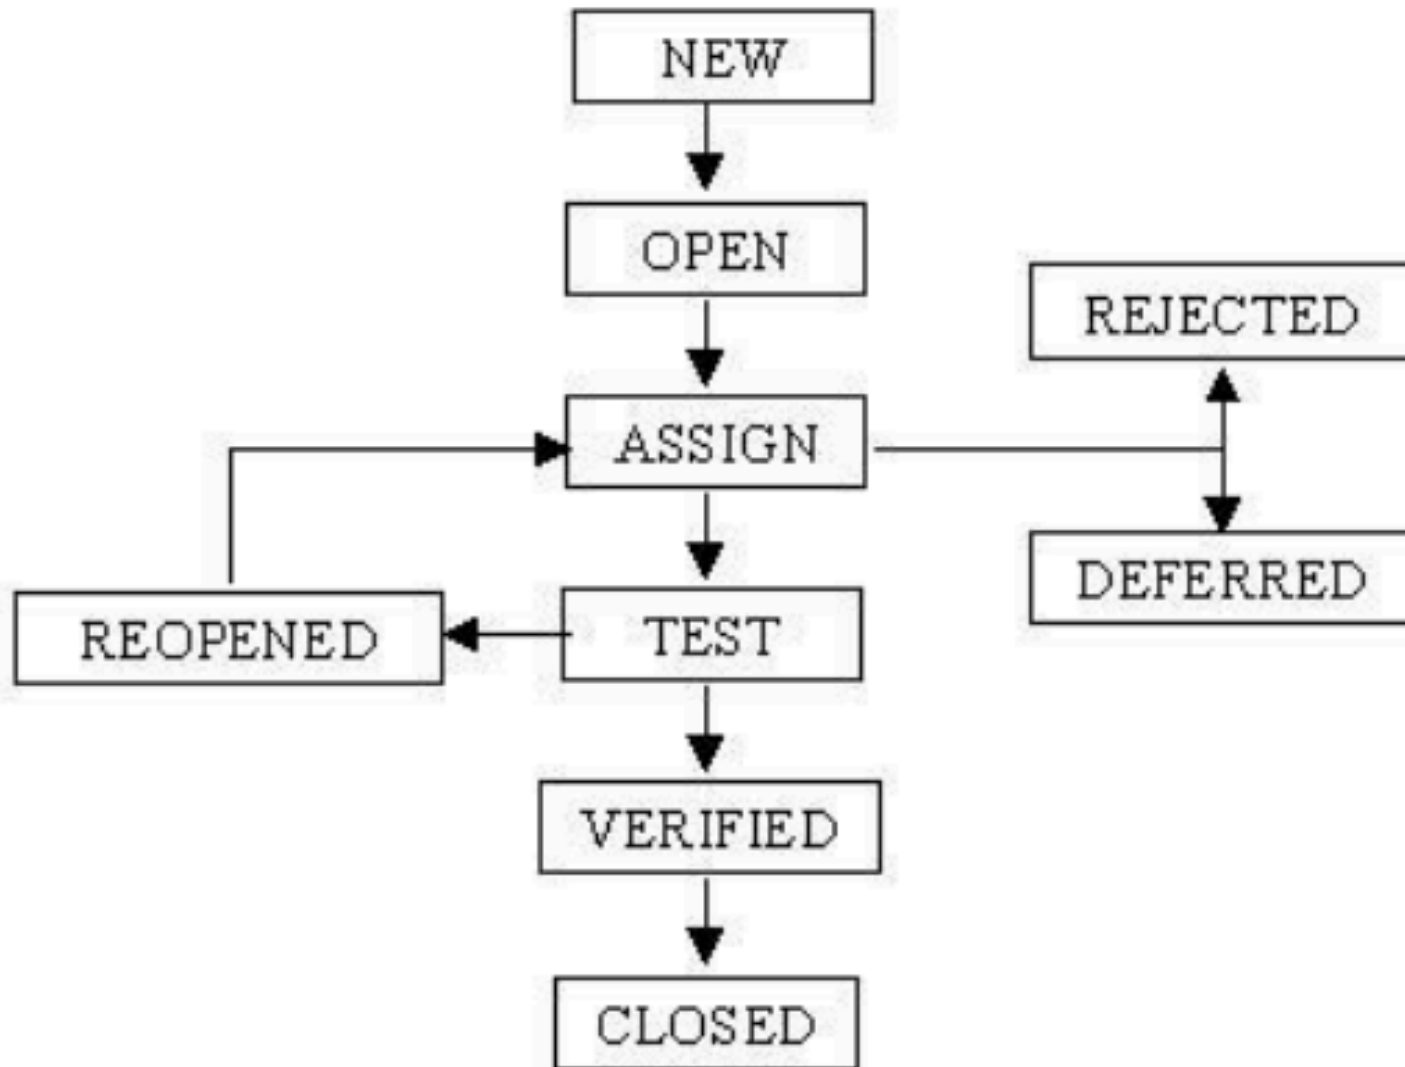 NEW
OPEN
REJECTED
ASSIGN
DEFERRED
REOPENED
TEST
VERIFIED
CLOSED